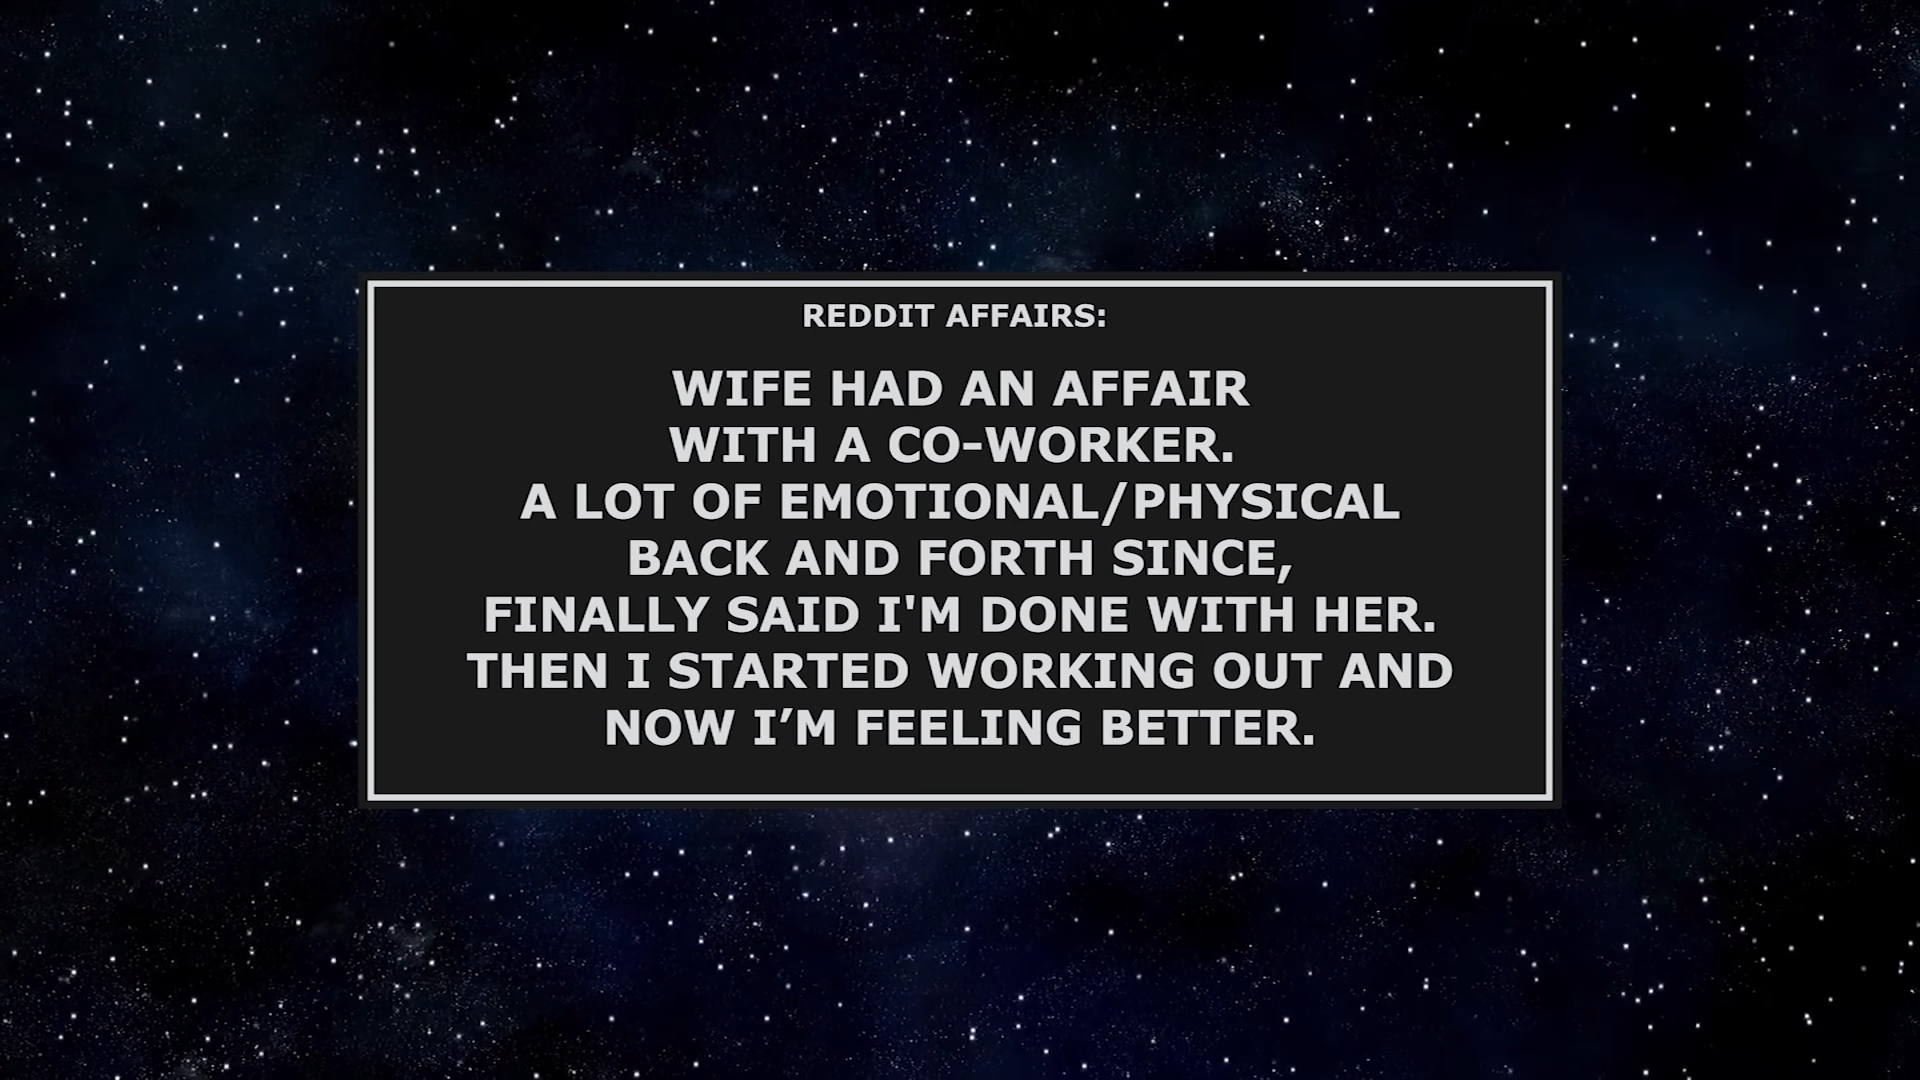 REDDIT AFFAIRS:
WIFE HAD AN AFFAIR
WITH A CO-WORKER.
A LOT OF EMOTIONAL/PHYSICAL
BACK AND FORTH SINCE,
FINALLY SAID I'M DONE WITH HER.
THEN I STARTED WORKING OUT AND
NOW I’M FEELING BETTER.